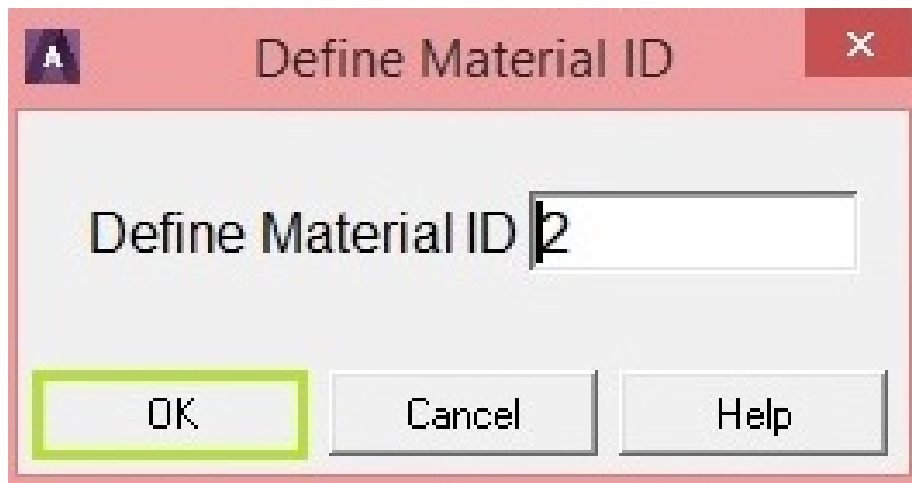 A Define Material ID ×
Define Material ID 2
OK Cancel Help